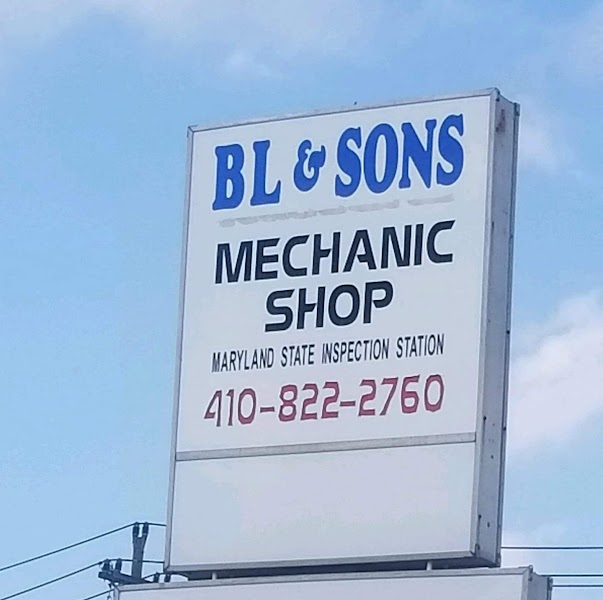 BL & SONS
MECHANIC
SHOP
MARYLAND STATE INSPECTION STATION
410-822-2760